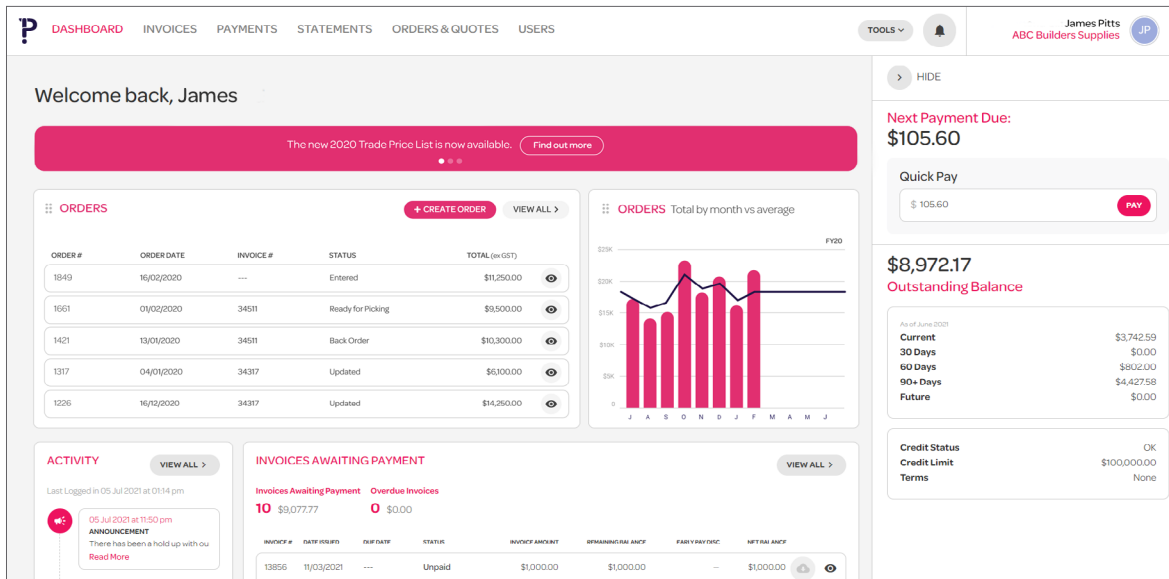 DASHBOARD INVOICES PAYMENTS STATEMENTS ORDERS & QUOTES USERS TOOLS
James Pitts
ABC Builders Supplies
JP
Welcome back, James
The new 2020 Trade Price List is now available. Find out more
ORDERS + CREATE ORDER VIEW ALL >
ORDER # ORDER DATE INVOICE # STATUS TOTAL (ex GST)
1849 16/02/2020 --- Entered $11,250.00
1661 01/02/2020 34511 Ready for Picking $9,500.00
1421 13/01/2020 34511 Back Order $10,300.00
1317 04/01/2020 34317 Updated $6,100.00
1226 16/12/2020 34317 Updated $14,250.00
ORDERS Total by month vs average
FY20
$25K
$20K
$15K
$10K
$5K
0
J A S O N D J F M A M J
ACTIVITY VIEW ALL >
Last Logged in 05 Jul 2021 at 01:14 pm
05 Jul 2021 at 11:50 pm
ANNOUNCEMENT
There has been a hold up with ou
Read More
INVOICES AWAITING PAYMENT VIEW ALL >
Invoices Awaiting Payment Overdue Invoices
10 $9,077.77 0 $0.00
INVOICE # DATE ISSUED DUE DATE STATUS INVOICE AMOUNT REMAINING BALANCE EARLY PAY DISC NET BALANCE
13856 11/03/2021 --- Unpaid $1,000.00 $1,000.00 – $1,000.00
> HIDE
Next Payment Due:
$105.60
Quick Pay
$ 105.60 PAY
$8,972.17
Outstanding Balance
As of June 2021
Current $3,742.59
30 Days $0.00
60 Days $802.00
90+ Days $4,427.58
Future $0.00
Credit Status OK
Credit Limit $100,000.00
Terms None